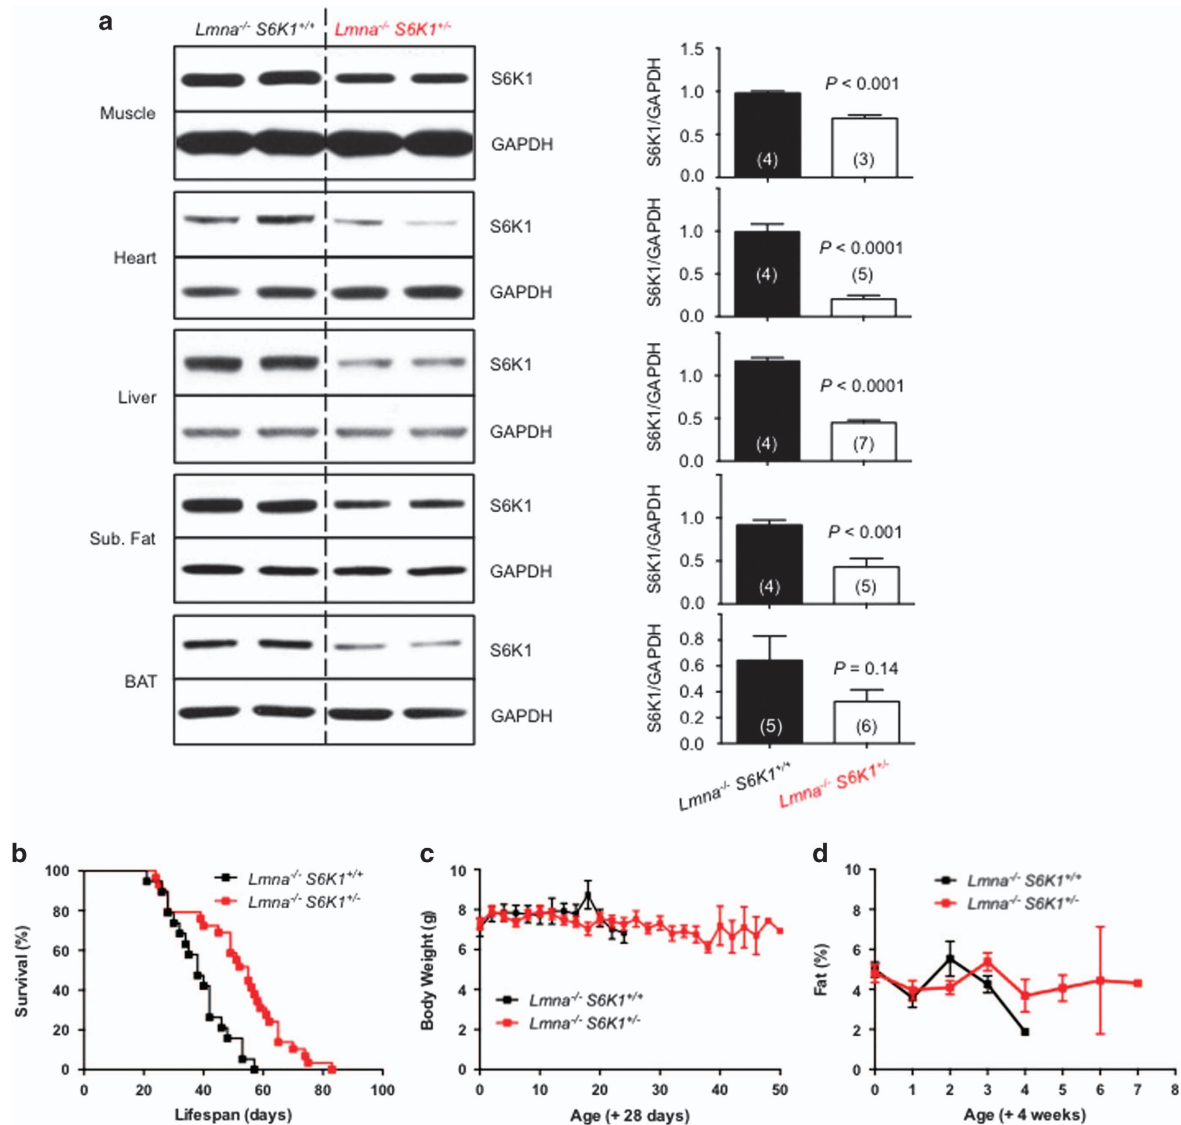 a
Lmna-/- S6K1+/+ Lmna-/- S6K1+/-
Muscle
S6K1
GAPDH
Heart
S6K1
GAPDH
Liver
S6K1
GAPDH
Sub. Fat
S6K1
GAPDH
BAT
S6K1
GAPDH
S6K1/GAPDH
1.5
1.0
0.5
0.0
P < 0.001
(4) (3)
S6K1/GAPDH
1.0
0.5
0.0
P < 0.0001
(4) (5)
S6K1/GAPDH
1.0
0.5
0.0
P < 0.0001
(4) (7)
S6K1/GAPDH
1.0
0.5
0.0
P < 0.001
(4) (5)
S6K1/GAPDH
0.8
0.6
0.4
0.2
0.0
P = 0.14
(5) (6)
Lmna-/- S6K1+/+ Lmna-/- S6K1+/-
b
Survival (%)
100
80
60
40
20
0
Lmna-/- S6K1+/+
Lmna-/- S6K1+/-
0 20 40 60 80 100
Lifespan (days)
c
Body Weight (g)
10
8
6
4
2
0
Lmna-/- S6K1+/+
Lmna-/- S6K1+/-
0 10 20 30 40 50
Age (+ 28 days)
d
Fat (%)
10
8
6
4
2
0
Lmna-/- S6K1+/+
Lmna-/- S6K1+/-
0 1 2 3 4 5 6 7 8
Age (+ 4 weeks)